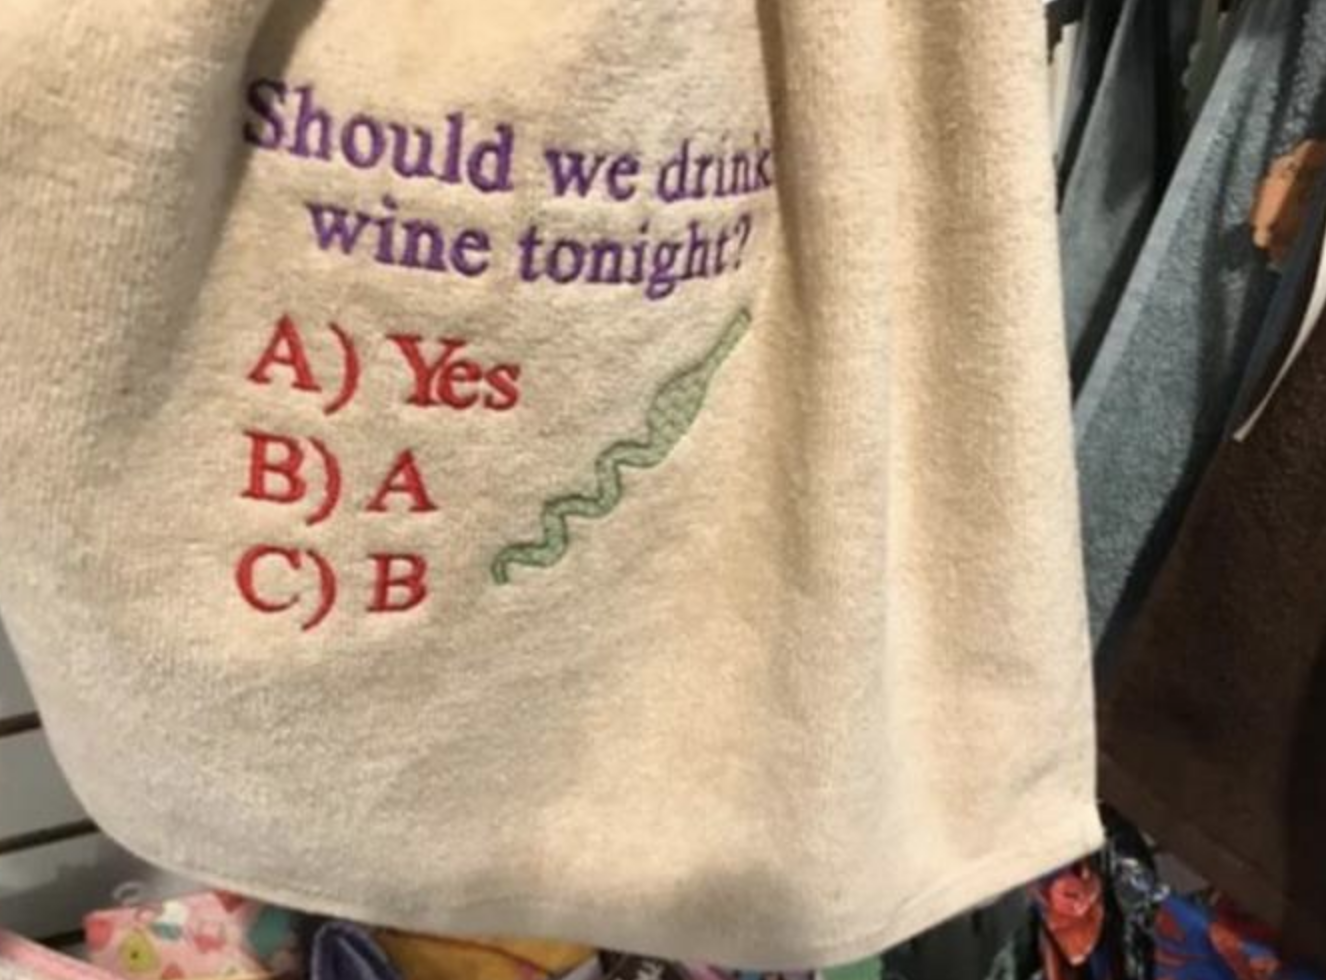 Should we drink
wine tonight?
A) Yes
B) A
C) B